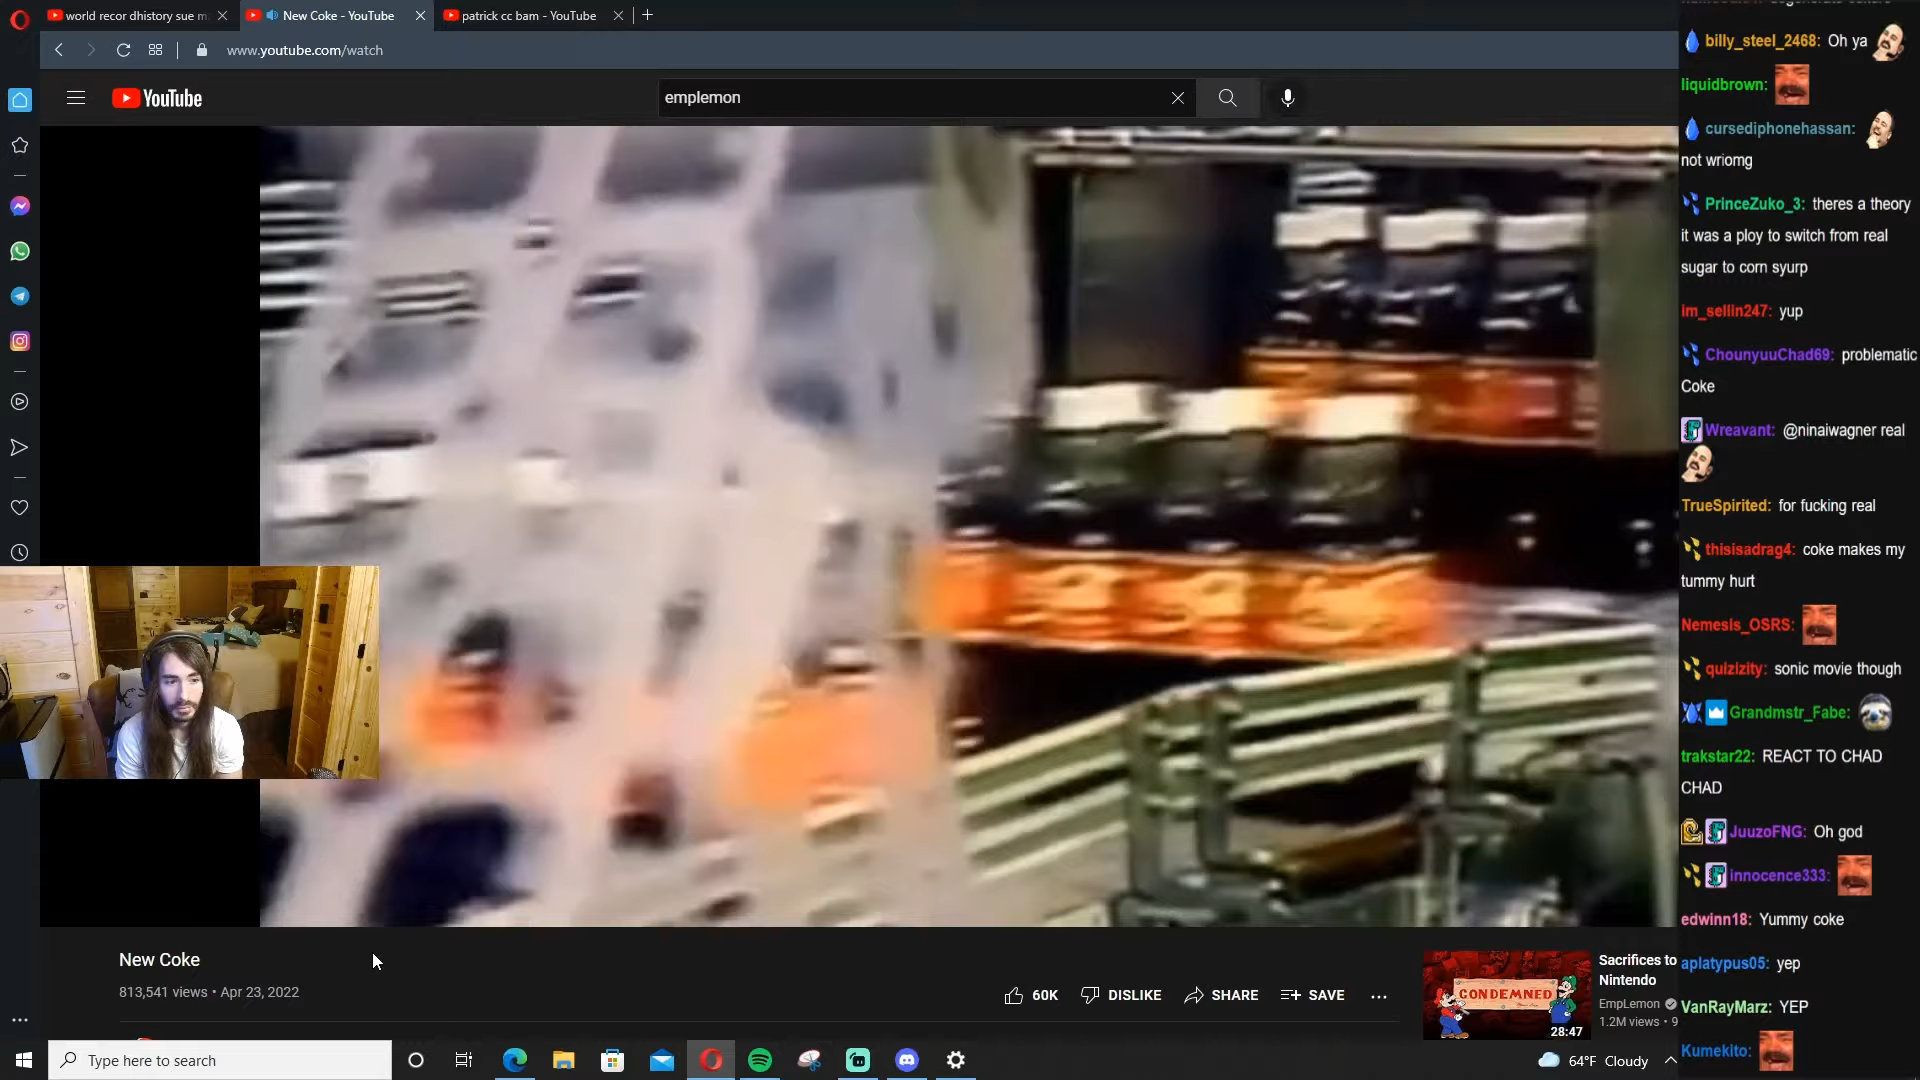 world recor dhistory sue m
New Coke - YouTube
patrick cc bam - YouTube
www.youtube.com/watch
YouTube
emplemon
billy_steel_2468: Oh ya
liquidbrown:
cursediphonehassan:
not wriomg
PrinceZuko_3: theres a theory
it was a ploy to switch from real
sugar to corn syurp
im_sellin247: yup
ChounyuuChad69: problematic
Coke
Wreavant: @ninaiwagner real
TrueSpirited: for fucking real
thisisadrag4: coke makes my
tummy hurt
Nemesis_OSRS:
quizizity: sonic movie though
Grandmstr_Fabe:
trakstar22: REACT TO CHAD
CHAD
JuuzoFNG: Oh god
innocence333:
edwinn18: Yummy coke
aplatypus05: yep
VanRayMarz: YEP
Kumekito:
New Coke
813,541 views • Apr 23, 2022
60K
DISLIKE
SHARE
SAVE
CONDEMNED
28:47
Sacrifices to
Nintendo
EmpLemon
1.2M views • 9
Type here to search
64°F Cloudy